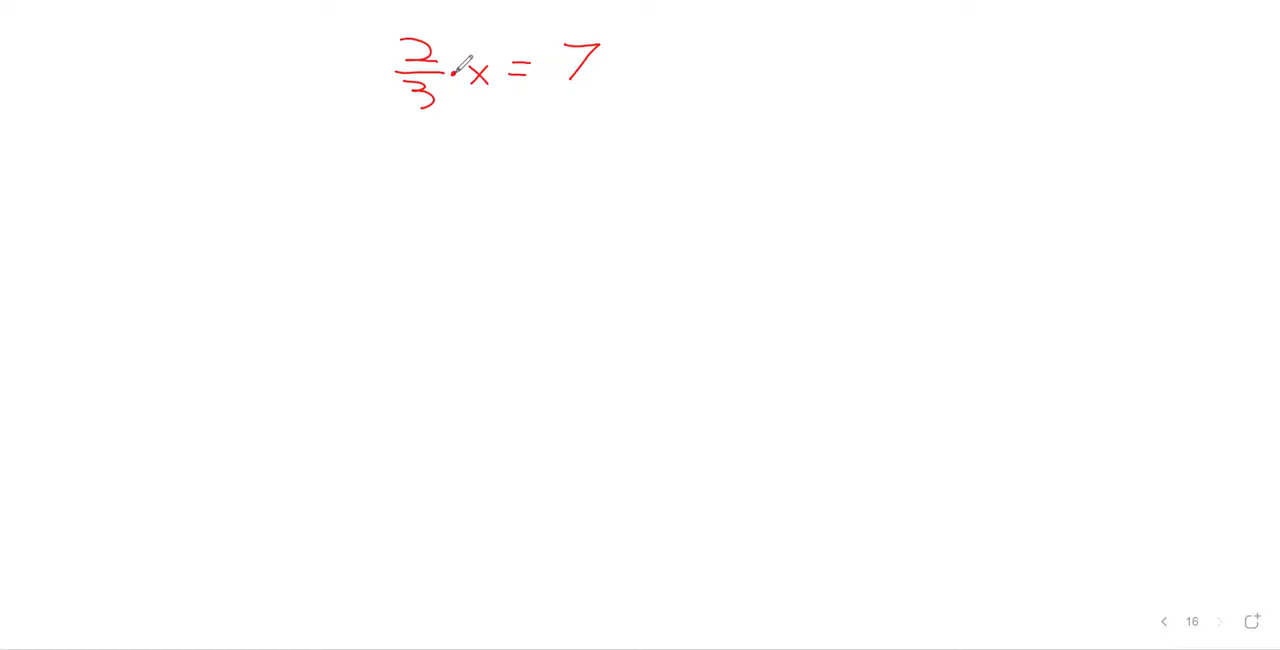 2/3 · x = 7
16